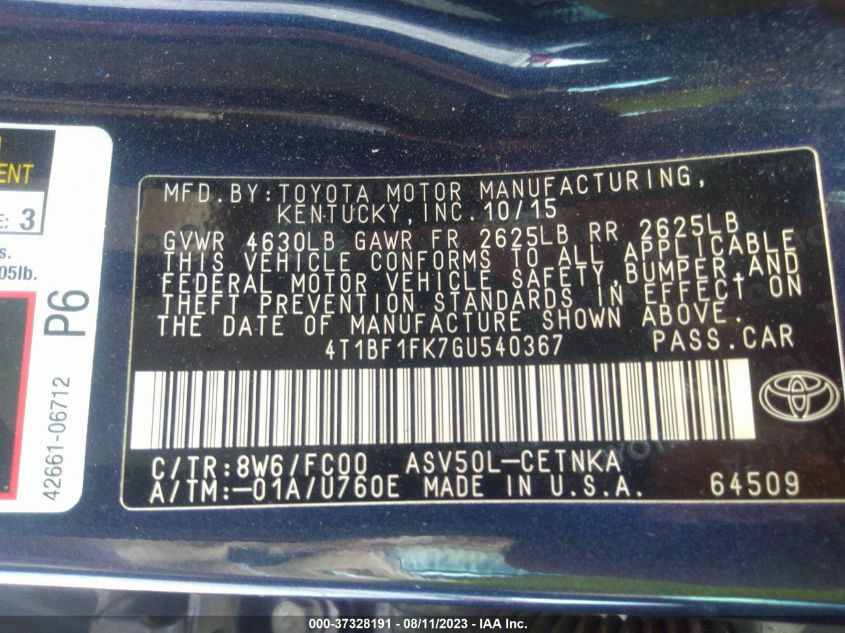 ENT
E: 3
s.
05lb.
P6
42661-06712
MFD.BY:TOYOTA MOTOR MANUFACTURING,
KENTUCKY,INC.10/15
GVWR 4630LB GAWR FR 2625LB RR 2625LB
THIS VEHICLE CONFORMS TO ALL APPLICABLE
FEDERAL MOTOR VEHICLE SAFETY,BUMPER,AND
THEFT PREVENTION STANDARDS IN EFFECT ON
THE DATE OF MANUFACTURE SHOWN ABOVE.
4T1BF1FK7GU540367 PASS.CAR
C/TR:8W6/FC00 ASV50L-CETNKA
A/TM:-01A/U760E MADE IN U.S.A. 64509
000-37328191 - 08/11/2023 - IAA Inc.